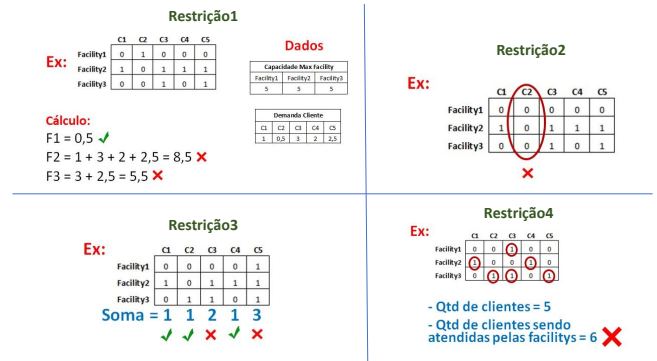 Restrição1
Ex:
C1 C2 C3 C4 C5
Facility1 0 1 0 0 0
Facility2 1 0 1 1 1
Facility3 0 0 1 0 1
Dados
Capacidade Max Facility
Facility1 Facility2 Facility3
5 5 5
Demanda Cliente
C1 C2 C3 C4 C5
1 0,5 3 2 2,5
Cálculo:
F1 = 0,5 ✓
F2 = 1 + 3 + 2 + 2,5 = 8,5 ×
F3 = 3 + 2,5 = 5,5 ×
Restrição2
Ex:
C1 C2 C3 C4 C5
Facility1 0 0 0 0 0
Facility2 1 0 1 1 1
Facility3 0 0 1 0 1
×
Restrição3
Ex:
C1 C2 C3 C4 C5
Facility1 0 0 0 0 1
Facility2 1 0 1 1 1
Facility3 0 1 1 0 1
Soma = 1 1 2 1 3
✓ ✓ × ✓ ×
Restrição4
Ex:
C1 C2 C3 C4 C5
Facility1 0 0 1 0 0
Facility2 1 0 0 1 0
Facility3 0 1 1 0 1
- Qtd de clientes = 5
- Qtd de clientes sendo
atendidas pelas facilitys = 6 ×